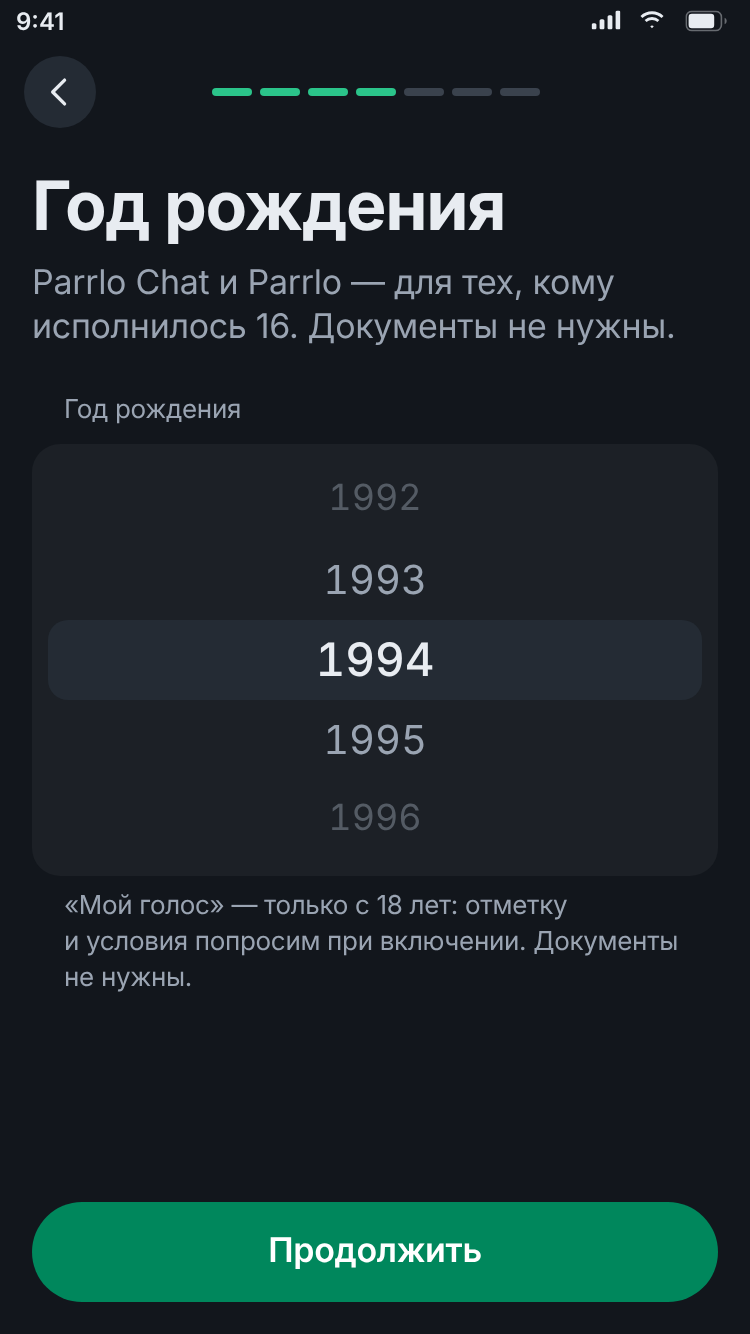 9:41
Год рождения
Parrlo Chat и Parrlo — для тех, кому
исполнилось 16. Документы не нужны.
Год рождения
1992
1993
1994
1995
1996
«Мой голос» — только с 18 лет: отметку
и условия попросим при включении. Документы
не нужны.
Продолжить